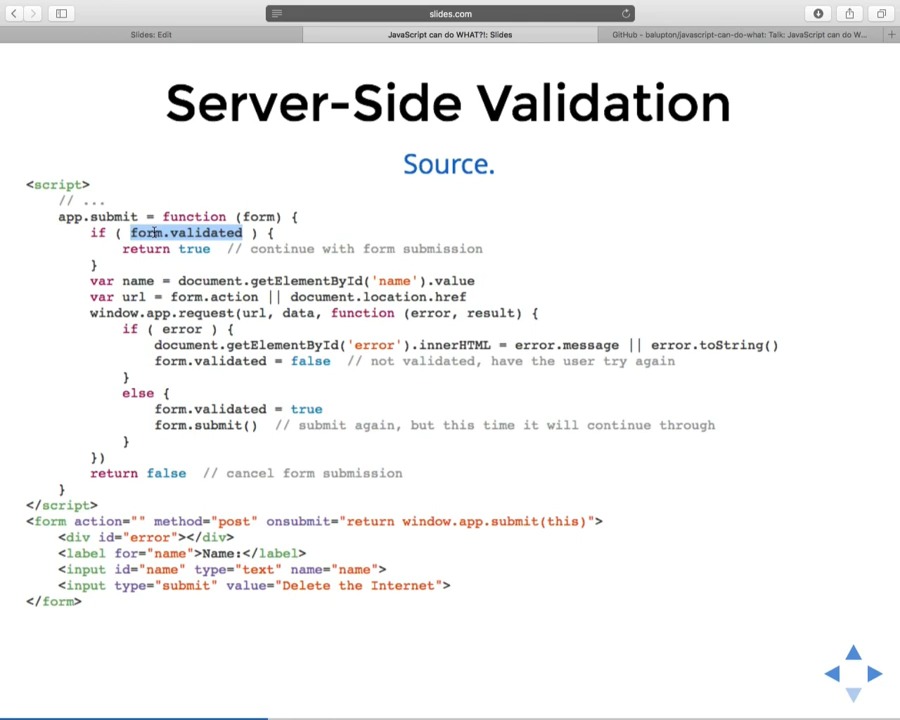 slides.com
Slides: Edit
JavaScript can do WHAT?!: Slides
GitHub - balupton/javascript-can-do-what: Talk: JavaScript can do W...
Server-Side Validation
Source.
<script>
    // ...
    app.submit = function (form) {
        if ( form.validated ) {
            return true  // continue with form submission
        }
        var name = document.getElementById('name').value
        var url = form.action || document.location.href
        window.app.request(url, data, function (error, result) {
            if ( error ) {
                document.getElementById('error').innerHTML = error.message || error.toString()
                form.validated = false  // not validated, have the user try again
            }
            else {
                form.validated = true
                form.submit()  // submit again, but this time it will continue through
            }
        })
        return false  // cancel form submission
    }
</script>
<form action="" method="post" onsubmit="return window.app.submit(this)">
    <div id="error"></div>
    <label for="name">Name:</label>
    <input id="name" type="text" name="name">
    <input type="submit" value="Delete the Internet">
</form>